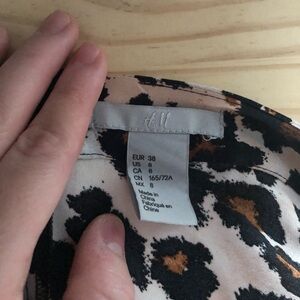 H&M
EUR 38
US 8
CA 8
CN 165/72A
MX 8
Made in
China
Fabriqué en
Chine